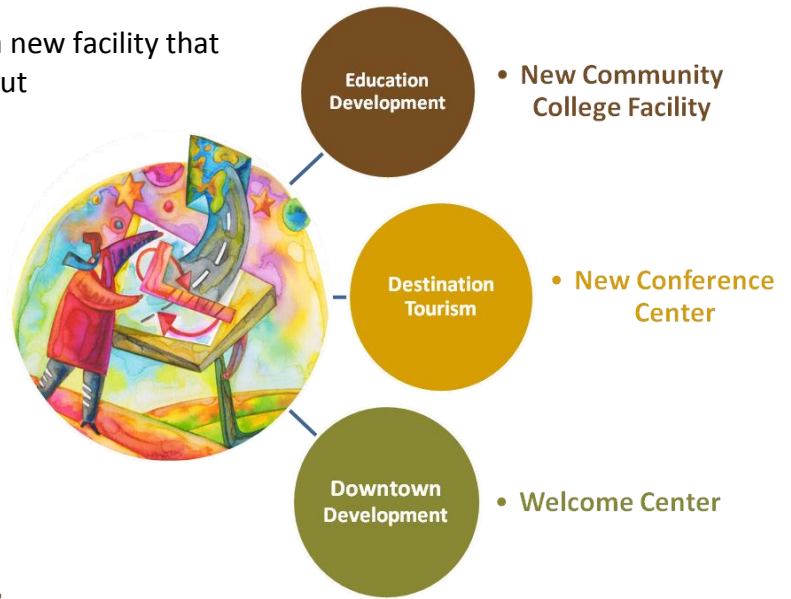 new facility that
ut
Education
Development
• New Community
College Facility
Destination
Tourism
• New Conference
Center
Downtown
Development
• Welcome Center